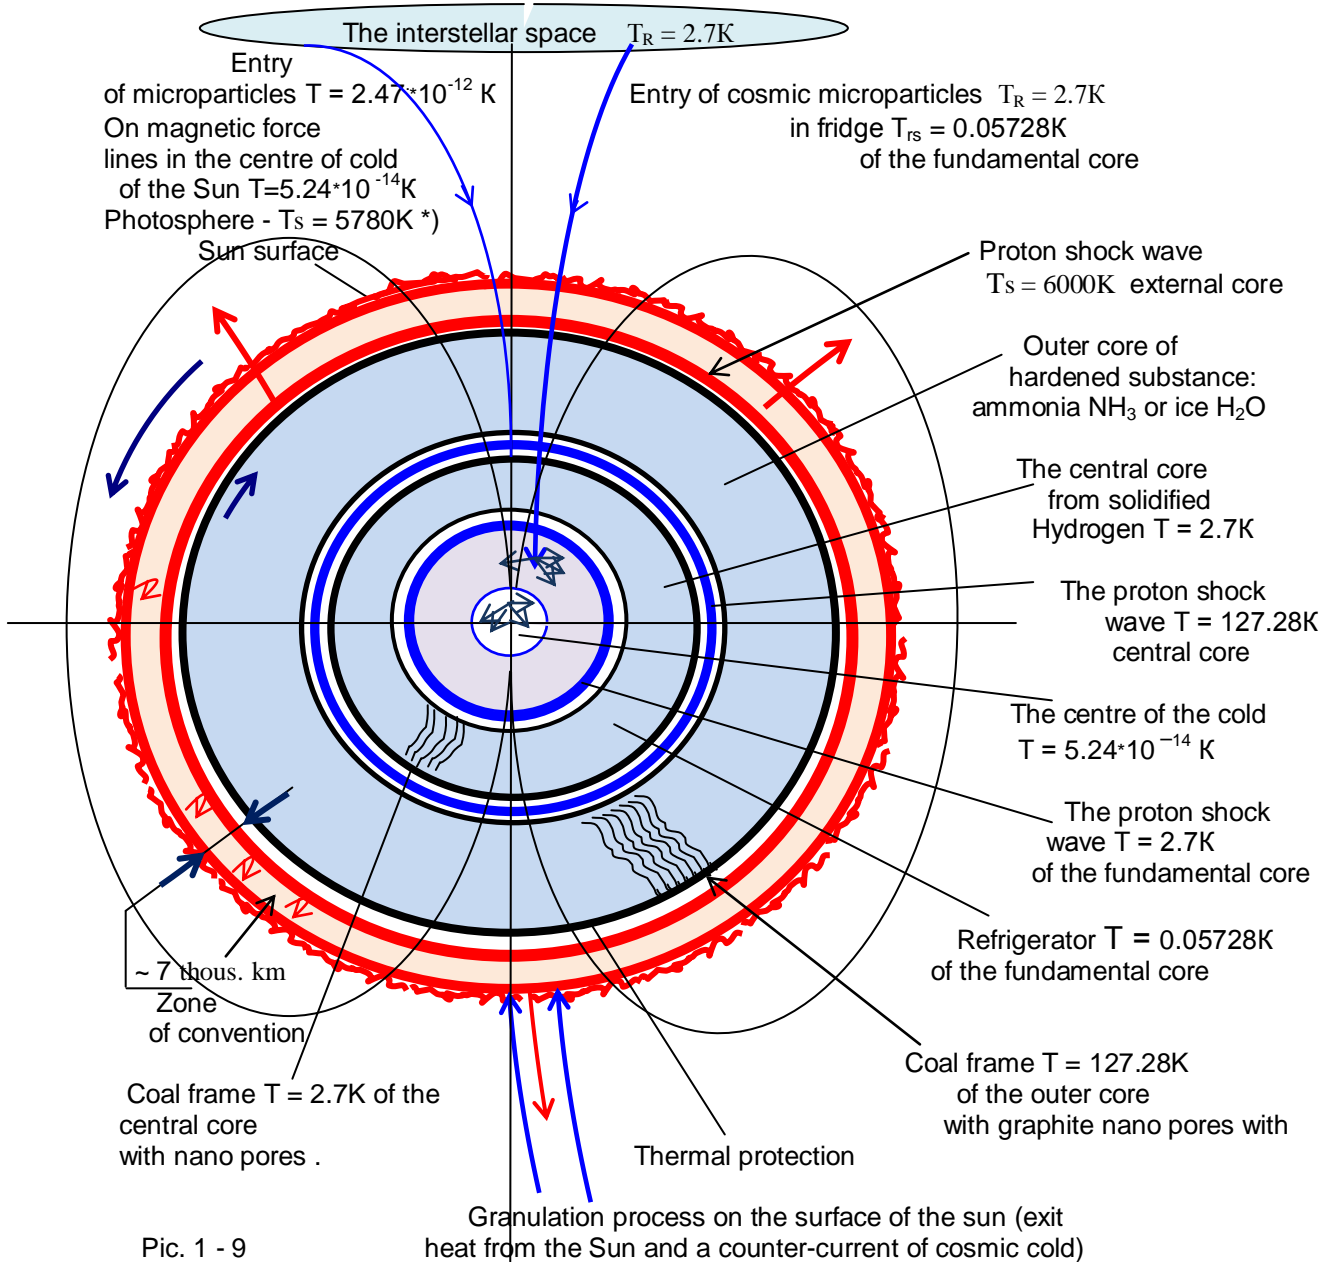 The interstellar space T_R = 2.7K
Entry
of microparticles T = 2.47*10^-12 K
On magnetic force
lines in the centre of cold
of the Sun T=5.24*10^-14 K
Photosphere - Ts = 5780K *)
Sun surface
Entry of cosmic microparticles T_R = 2.7K
in fridge T_rs = 0.05728K
of the fundamental core
Proton shock wave
Ts = 6000K external core
Outer core of
hardened substance:
ammonia NH₃ or ice H₂O
The central core
from solidified
Hydrogen T = 2.7K
The proton shock
wave T = 127.28K
central core
The centre of the cold
T = 5.24*10^–14 K
The proton shock
wave T = 2.7K
of the fundamental core
Refrigerator T = 0.05728K
of the fundamental core
Coal frame T = 127.28K
of the outer core
with graphite nano pores with
~ 7 thous. km
Zone
of convention
Coal frame T = 2.7K of the
central core
with nano pores .
Thermal protection
Granulation process on the surface of the sun (exit
heat from the Sun and a counter-current of cosmic cold)
Pic. 1 - 9